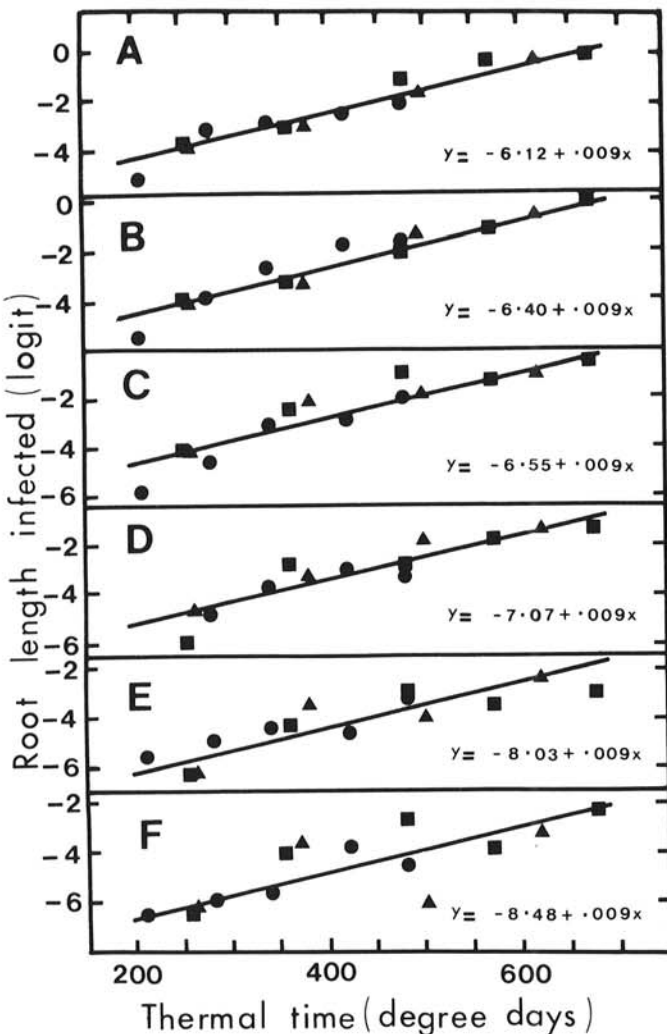 A
0
-2
-4
y = -6·12 + ·009x
B
0
-2
-4
y = -6·40 + ·009x
C
-2
-4
-6
y = -6·55 + ·009x
D
-2
-4
-6
y = -7·07 + ·009x
E
-2
-4
-6
y = -8·03 + ·009x
F
-2
-4
-6
y = -8·48 + ·009x
Root length infected (logit)
200 400 600
Thermal time (degree days)